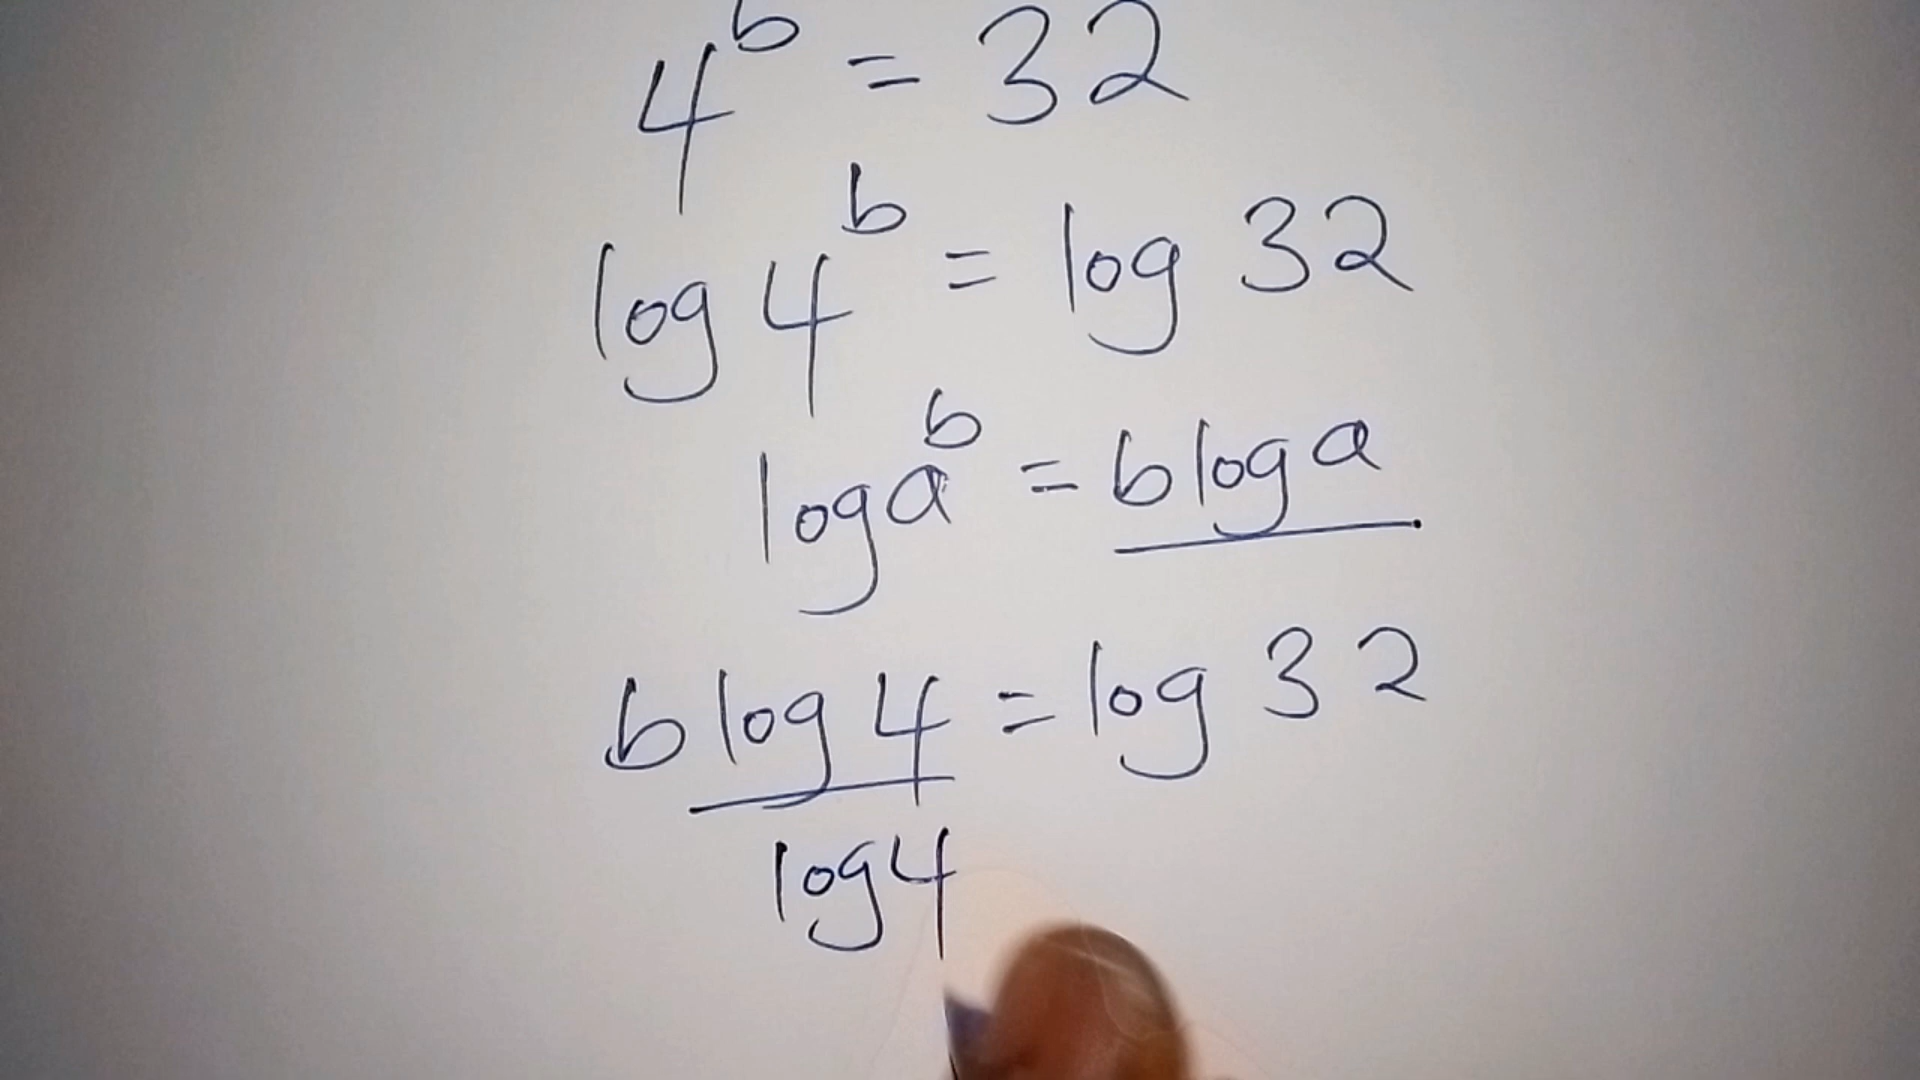 4^b = 32
log 4^b = log 32
log a^b = b log a
b log 4 = log 32
log 4